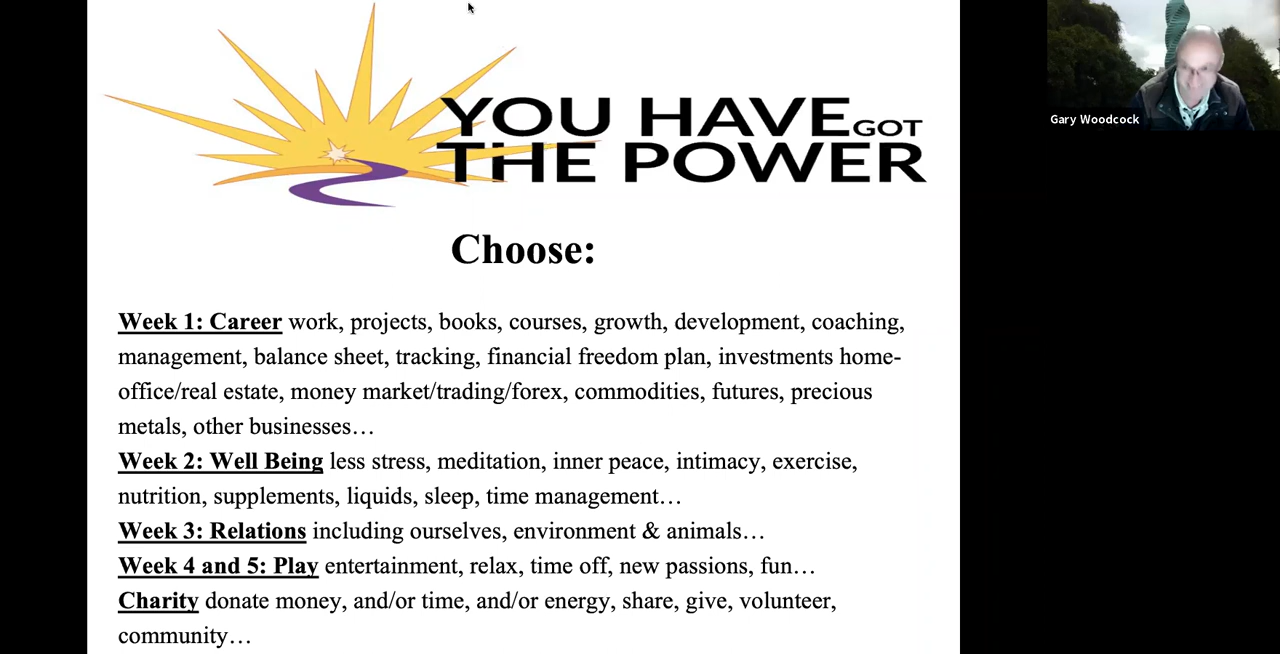 YOU HAVE GOT
THE POWER
Gary Woodcock
Choose:
Week 1: Career work, projects, books, courses, growth, development, coaching,
management, balance sheet, tracking, financial freedom plan, investments home-
office/real estate, money market/trading/forex, commodities, futures, precious
metals, other businesses…
Week 2: Well Being less stress, meditation, inner peace, intimacy, exercise,
nutrition, supplements, liquids, sleep, time management…
Week 3: Relations including ourselves, environment & animals…
Week 4 and 5: Play entertainment, relax, time off, new passions, fun…
Charity donate money, and/or time, and/or energy, share, give, volunteer,
community…